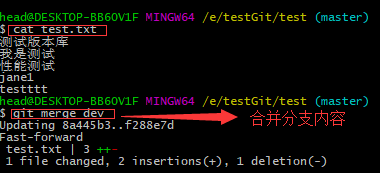 head@DESKTOP-BB6OV1F MINGW64 /e/testGit/test (master)
$ cat test.txt
测试版本库
我是测试
性能测试
jane1
testttt
head@DESKTOP-BB6OV1F MINGW64 /e/testGit/test (master)
$ git merge dev 合并分支内容
Updating 8a445b3..f288e7d
Fast-forward
test.txt | 3 ++-
1 file changed, 2 insertions(+), 1 deletion(-)